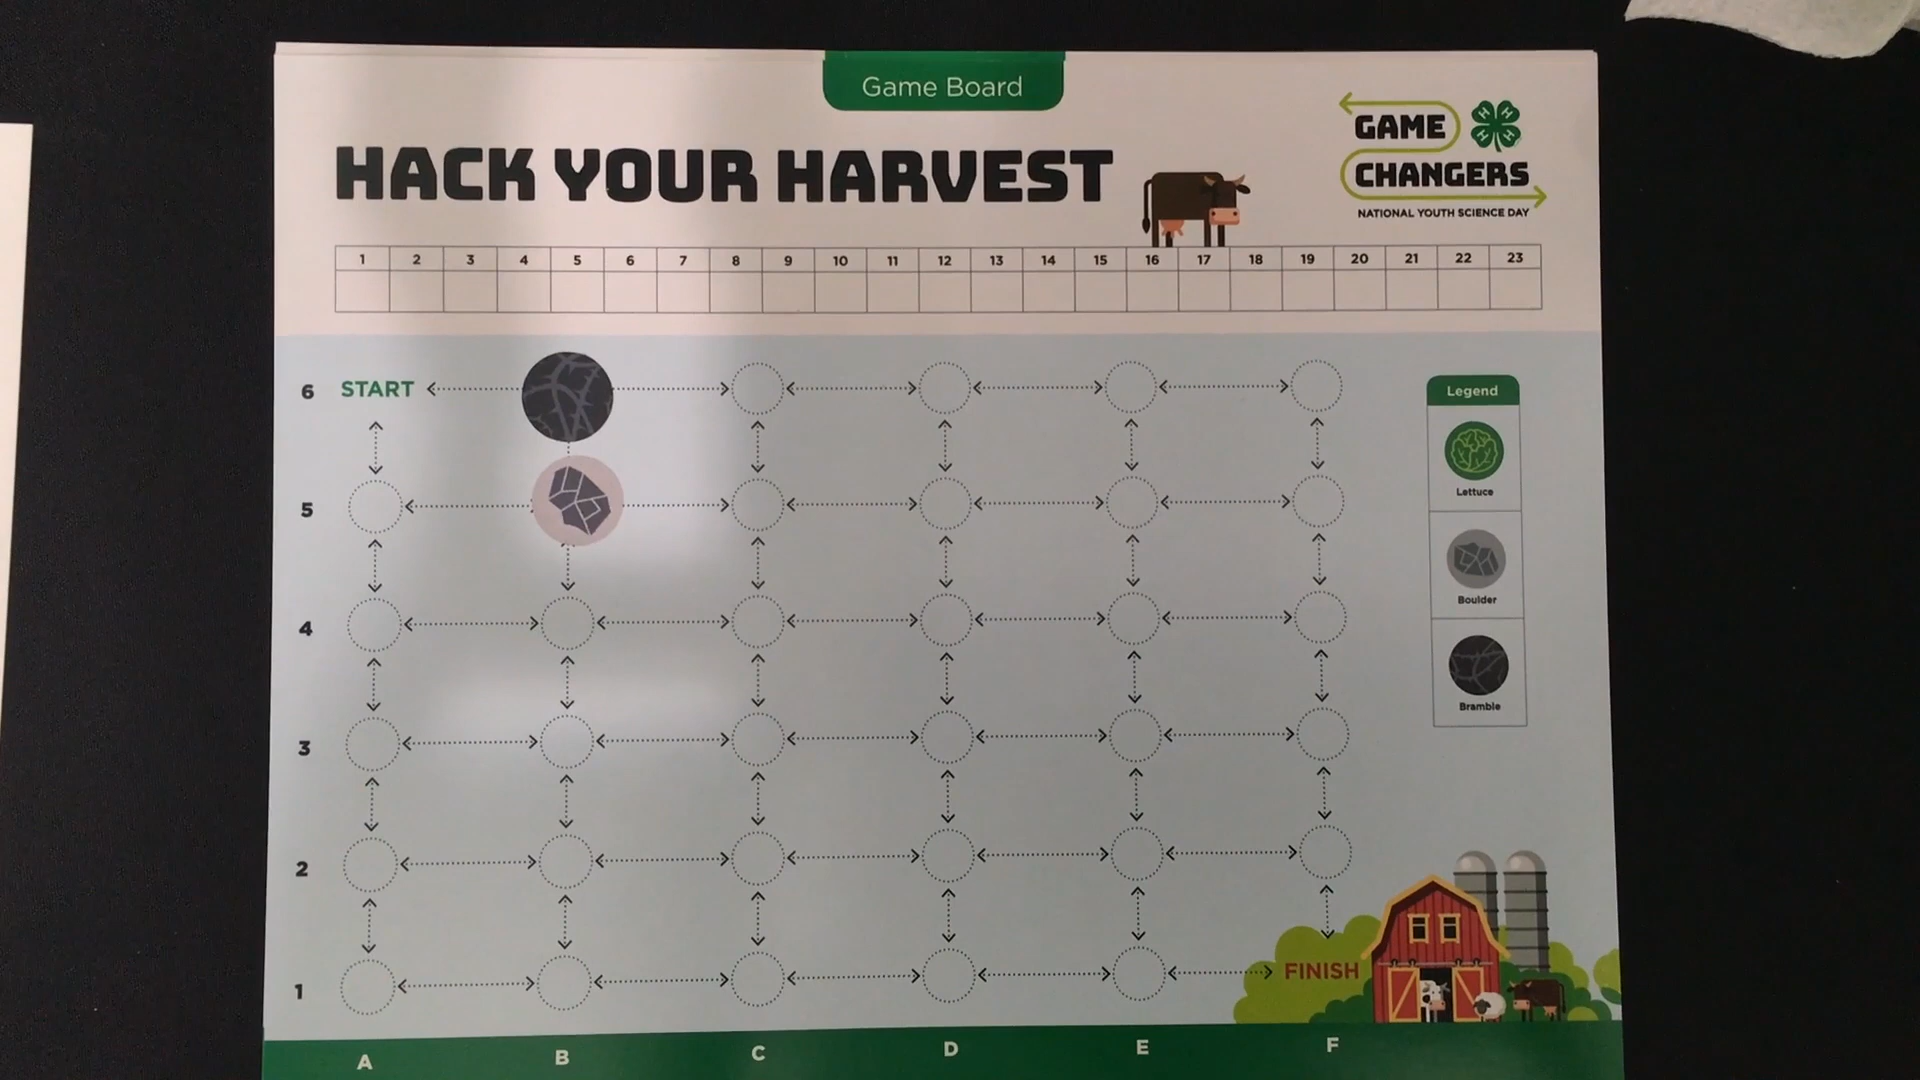 Game Board
HACK YOUR HARVEST
GAME
CHANGERS
NATIONAL YOUTH SCIENCE DAY
H H H H
1 2 3 4 5 6 7 8 9 10 11 12 13 14 15 16 17 18 19 20 21 22 23
6 START
Legend
Lettuce
5
Boulder
4
Bramble
3
2
FINISH
1
A B C D E F